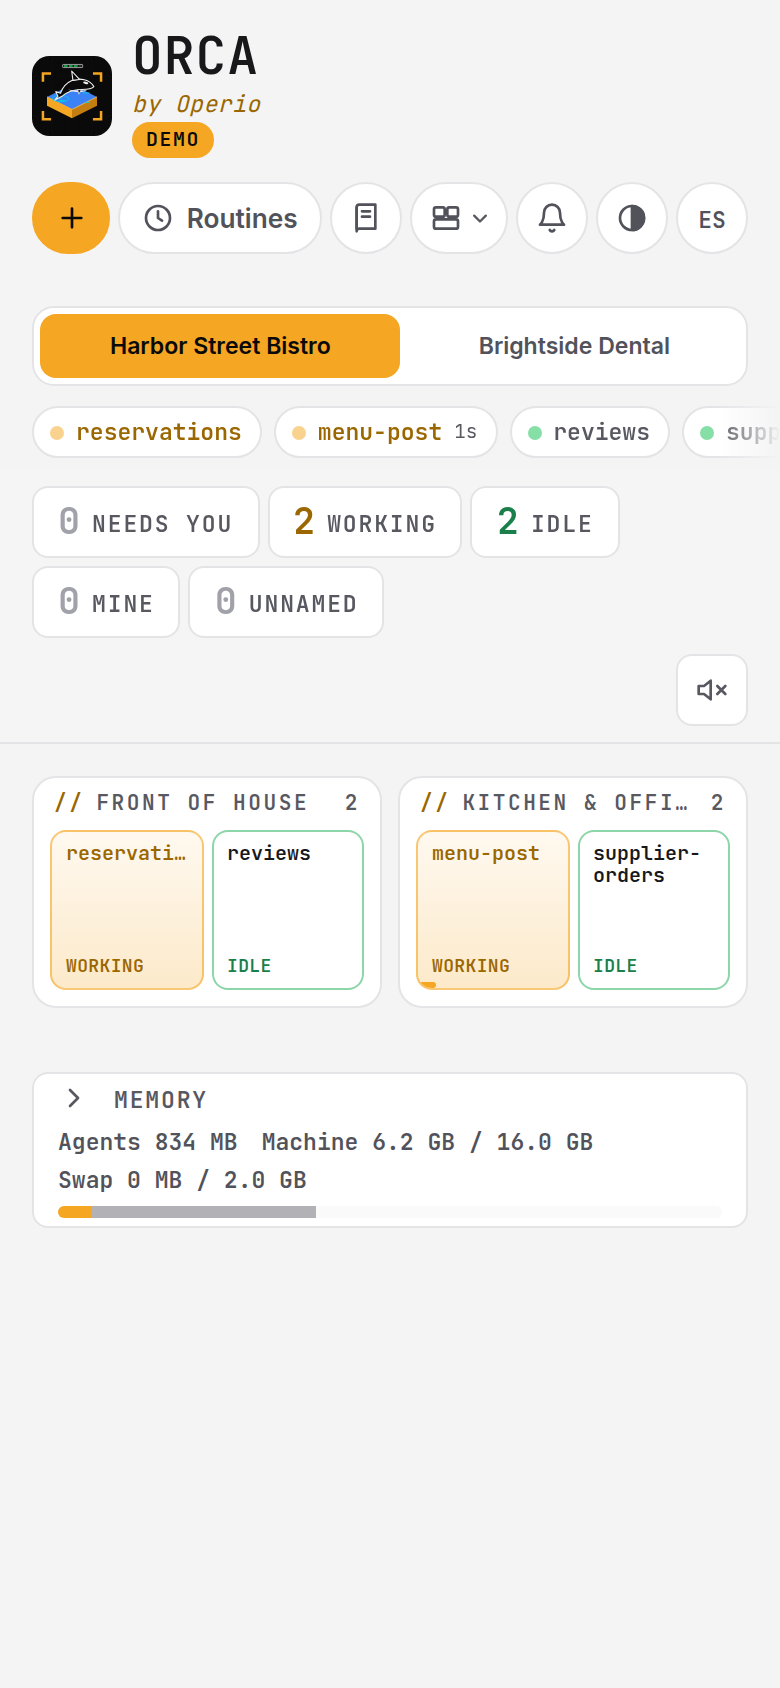 ORCA
by Operio
DEMO
Routines
ES
Harbor Street Bistro
Brightside Dental
reservations
menu-post 1s
reviews
supp
0 NEEDS YOU
2 WORKING
2 IDLE
0 MINE
0 UNNAMED
// FRONT OF HOUSE 2
reservati…
WORKING
reviews
IDLE
// KITCHEN & OFFI… 2
menu-post
WORKING
supplier-
orders
IDLE
MEMORY
Agents 834 MB Machine 6.2 GB / 16.0 GB
Swap 0 MB / 2.0 GB